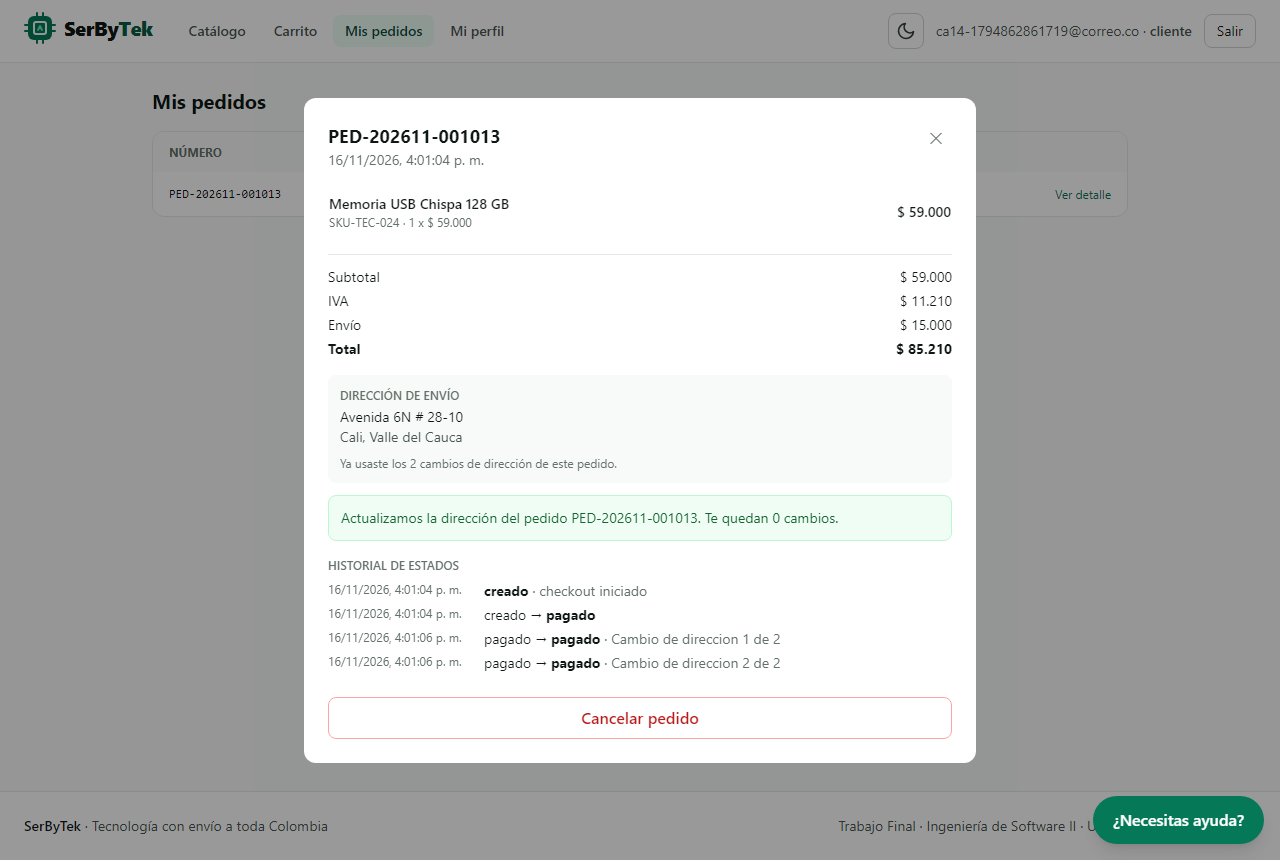 SerByTek
Catálogo
Carrito
Mis pedidos
Mi perfil
ca14-1794862861719@correo.co · cliente
Salir
Mis pedidos
NÚMERO
PED-202611-001013
Ver detalle
PED-202611-001013
16/11/2026, 4:01:04 p. m.
Memoria USB Chispa 128 GB
SKU-TEC-024 · 1 x $ 59.000
$ 59.000
Subtotal $ 59.000
IVA $ 11.210
Envío $ 15.000
Total $ 85.210
DIRECCIÓN DE ENVÍO
Avenida 6N # 28-10
Cali, Valle del Cauca
Ya usaste los 2 cambios de dirección de este pedido.
Actualizamos la dirección del pedido PED-202611-001013. Te quedan 0 cambios.
HISTORIAL DE ESTADOS
16/11/2026, 4:01:04 p. m. creado · checkout iniciado
16/11/2026, 4:01:04 p. m. creado → pagado
16/11/2026, 4:01:06 p. m. pagado → pagado · Cambio de direccion 1 de 2
16/11/2026, 4:01:06 p. m. pagado → pagado · Cambio de direccion 2 de 2
Cancelar pedido
SerByTek · Tecnología con envío a toda Colombia
Trabajo Final · Ingeniería de Software II ·
¿Necesitas ayuda?